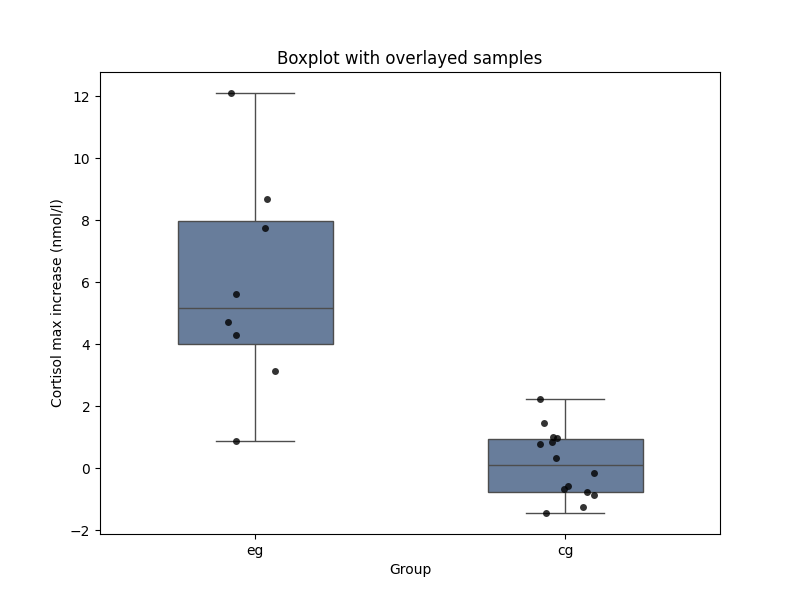 Boxplot with overlayed samples
Cortisol max increase (nmol/l)
12
10
8
6
4
2
0
−2
eg
cg
Group